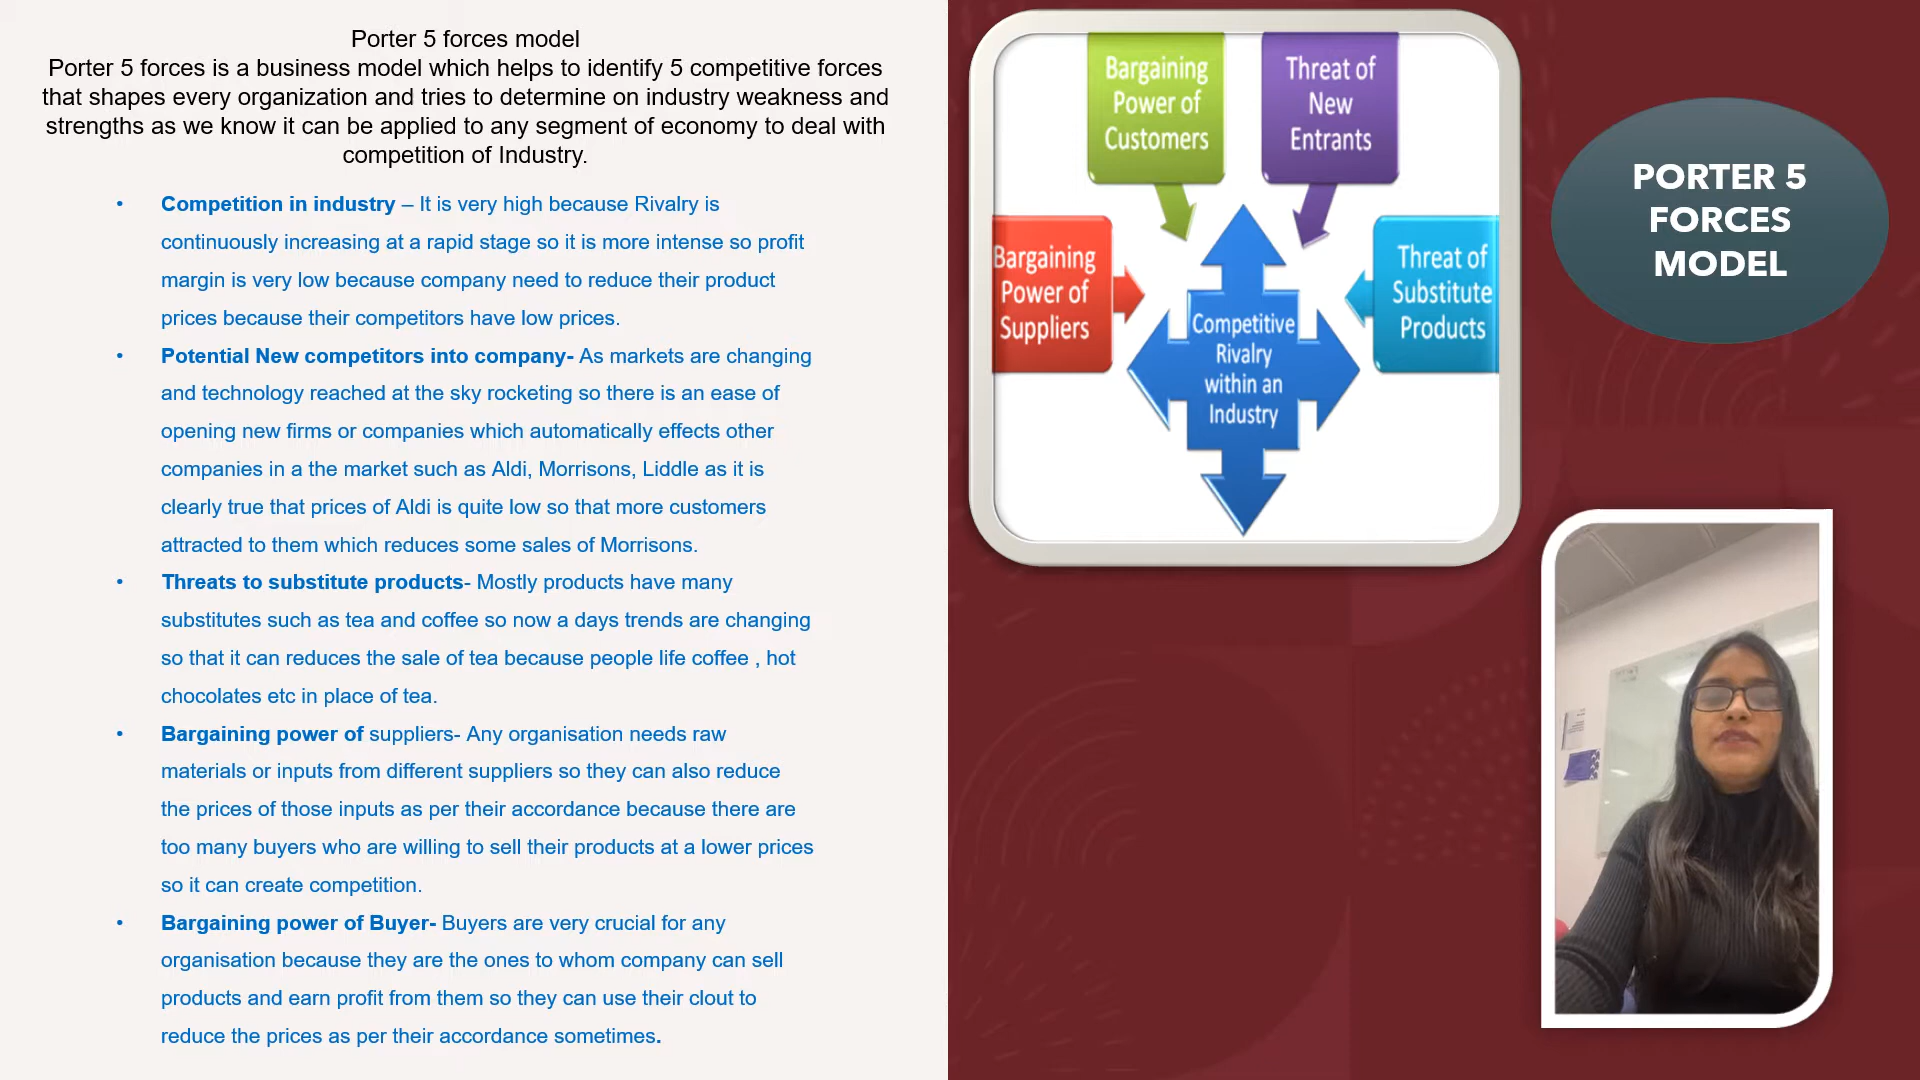 Porter 5 forces model
Porter 5 forces is a business model which helps to identify 5 competitive forces
that shapes every organization and tries to determine on industry weakness and
strengths as we know it can be applied to any segment of economy to deal with
competition of Industry.
• Competition in industry – It is very high because Rivalry is
continuously increasing at a rapid stage so it is more intense so profit
margin is very low because company need to reduce their product
prices because their competitors have low prices.
• Potential New competitors into company- As markets are changing
and technology reached at the sky rocketing so there is an ease of
opening new firms or companies which automatically effects other
companies in a the market such as Aldi, Morrisons, Liddle as it is
clearly true that prices of Aldi is quite low so that more customers
attracted to them which reduces some sales of Morrisons.
• Threats to substitute products- Mostly products have many
substitutes such as tea and coffee so now a days trends are changing
so that it can reduces the sale of tea because people life coffee , hot
chocolates etc in place of tea.
• Bargaining power of suppliers- Any organisation needs raw
materials or inputs from different suppliers so they can also reduce
the prices of those inputs as per their accordance because there are
too many buyers who are willing to sell their products at a lower prices
so it can create competition.
• Bargaining power of Buyer- Buyers are very crucial for any
organisation because they are the ones to whom company can sell
products and earn profit from them so they can use their clout to
reduce the prices as per their accordance sometimes.
Bargaining
Power of
Customers
Threat of
New
Entrants
Bargaining
Power of
Suppliers
Competitive
Rivalry
within an
Industry
Threat of
Substitute
Products
PORTER 5
FORCES
MODEL